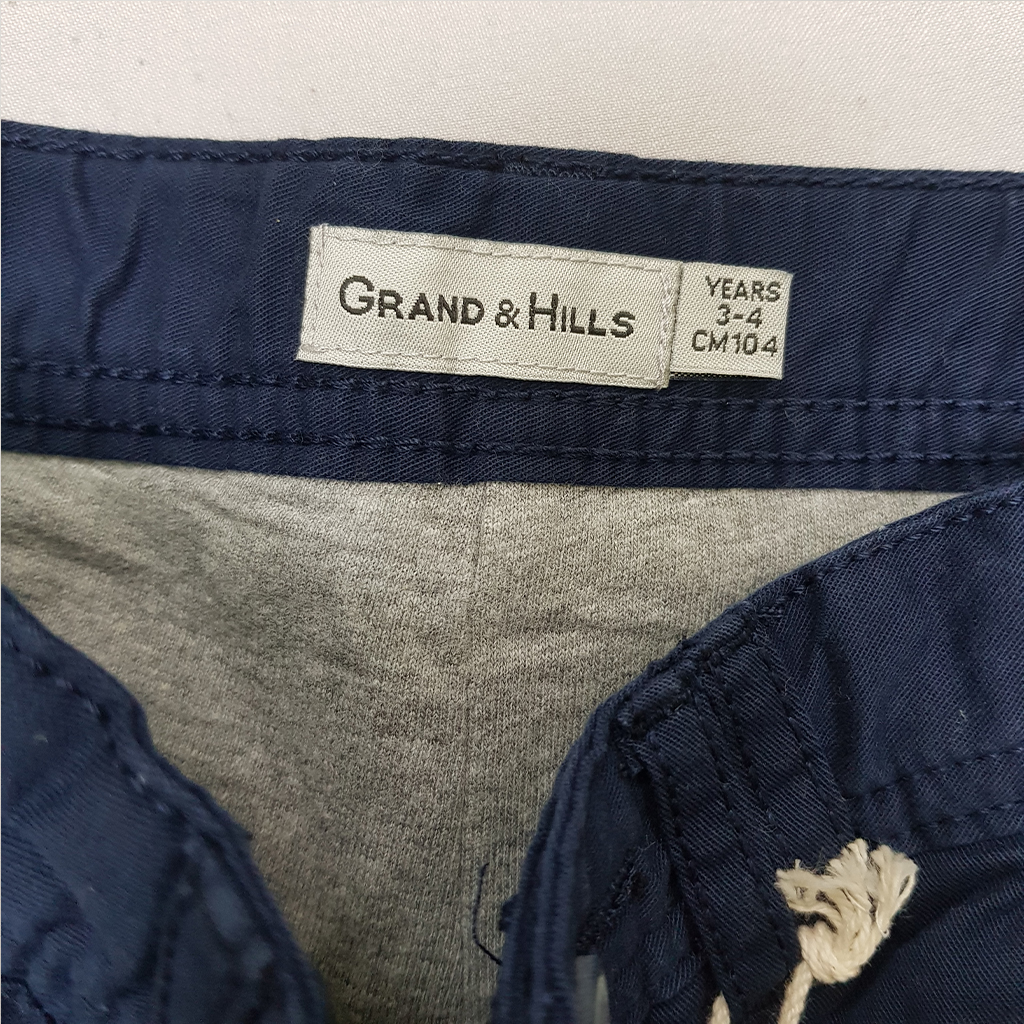 GRAND & HILLS
YEARS
3-4
CM104